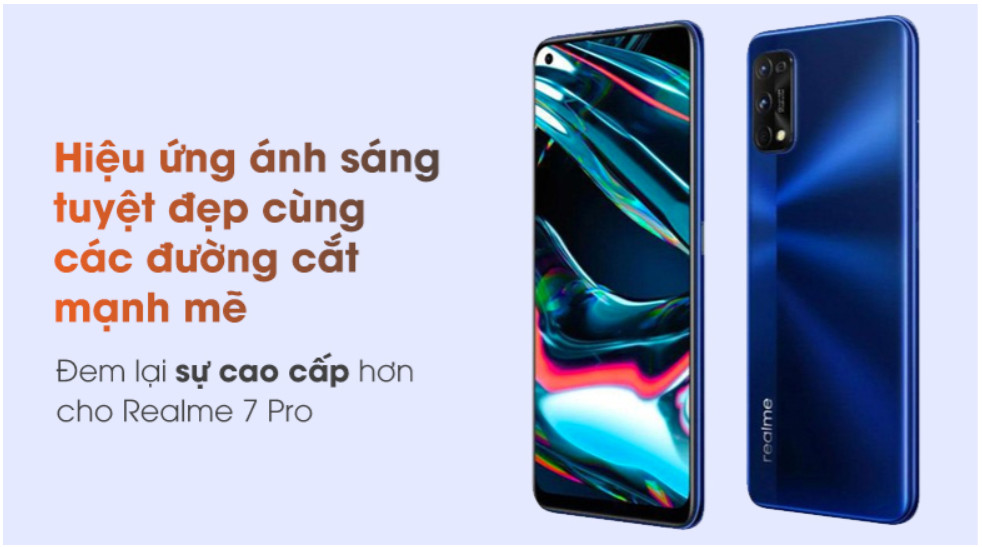 Hiệu ứng ánh sáng
tuyệt đẹp cùng
các đường cắt
mạnh mẽ
Đem lại sự cao cấp hơn
cho Realme 7 Pro
realme